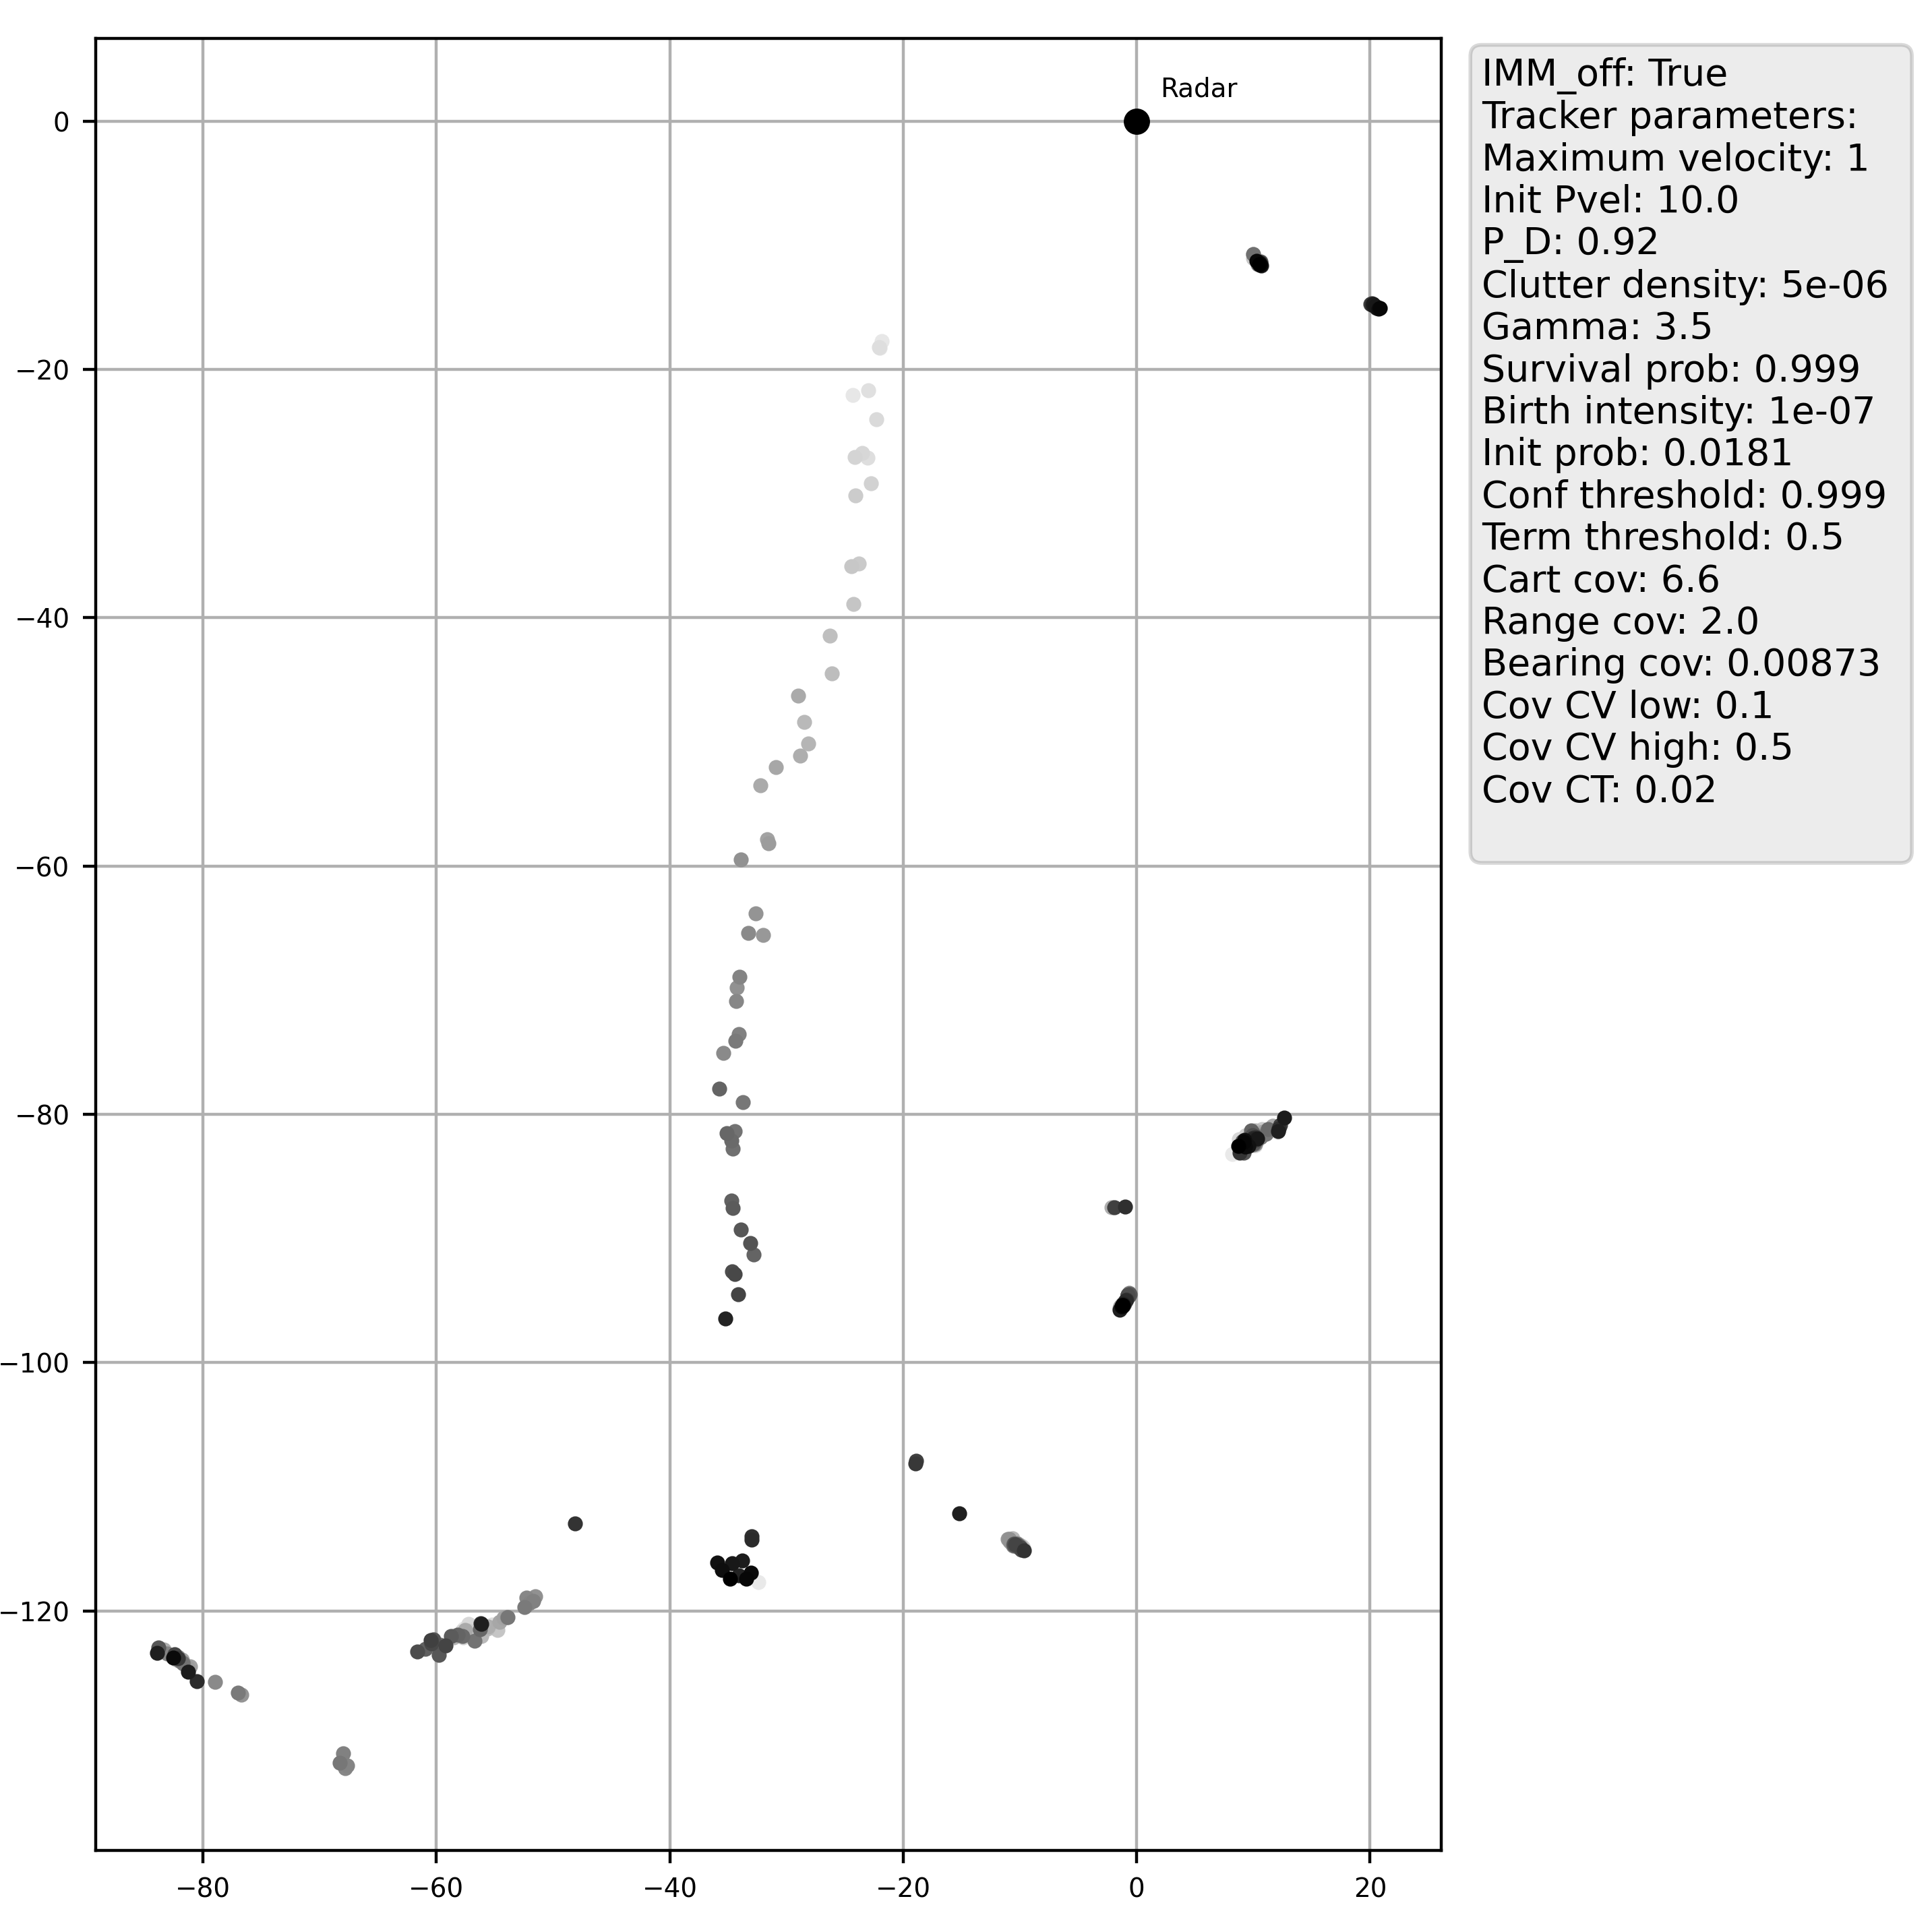 Radar
0
−20
−40
−60
−80
−100
−120
−80
−60
−40
−20
0
20
IMM_off: True
Tracker parameters:
Maximum velocity: 1
Init Pvel: 10.0
P_D: 0.92
Clutter density: 5e-06
Gamma: 3.5
Survival prob: 0.999
Birth intensity: 1e-07
Init prob: 0.0181
Conf threshold: 0.999
Term threshold: 0.5
Cart cov: 6.6
Range cov: 2.0
Bearing cov: 0.00873
Cov CV low: 0.1
Cov CV high: 0.5
Cov CT: 0.02